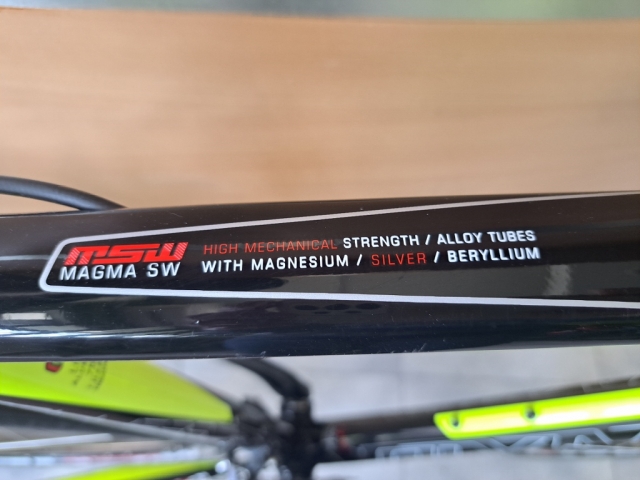 MSW
MAGMA SW
HIGH MECHANICAL STRENGTH / ALLOY TUBES
WITH MAGNESIUM / SILVER / BERYLLIUM